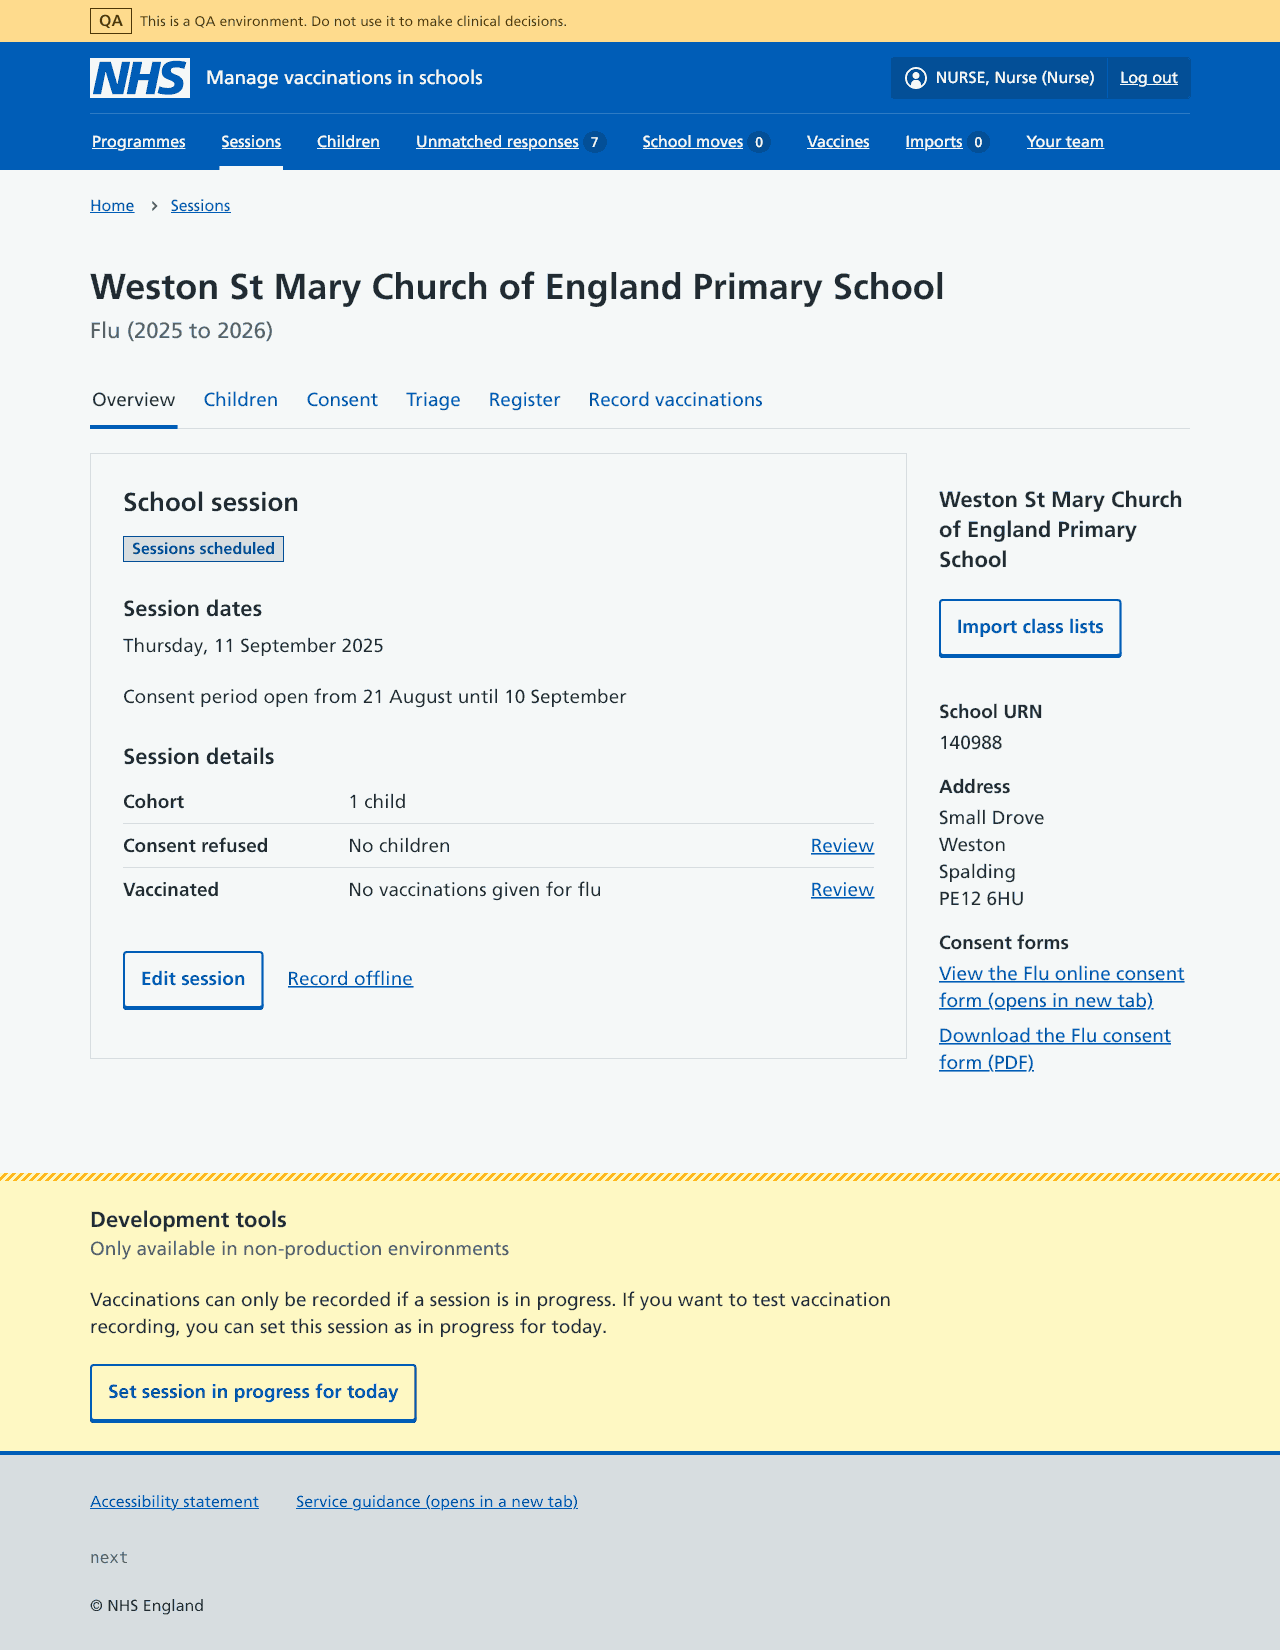 QA This is a QA environment. Do not use it to make clinical decisions.
NHS Manage vaccinations in schools NURSE, Nurse (Nurse) Log out
Programmes Sessions Children Unmatched responses 7 School moves 0 Vaccines Imports 0 Your team
Home › Sessions
Weston St Mary Church of England Primary School
Flu (2025 to 2026)
Overview Children Consent Triage Register Record vaccinations
School session
Sessions scheduled
Session dates
Thursday, 11 September 2025
Consent period open from 21 August until 10 September
Session details
Cohort 1 child
Consent refused No children Review
Vaccinated No vaccinations given for flu Review
Edit session Record offline
Weston St Mary Church
of England Primary
School
Import class lists
School URN
140988
Address
Small Drove
Weston
Spalding
PE12 6HU
Consent forms
View the Flu online consent
form (opens in new tab)
Download the Flu consent
form (PDF)
Development tools
Only available in non-production environments
Vaccinations can only be recorded if a session is in progress. If you want to test vaccination
recording, you can set this session as in progress for today.
Set session in progress for today
Accessibility statement Service guidance (opens in a new tab)
next
© NHS England